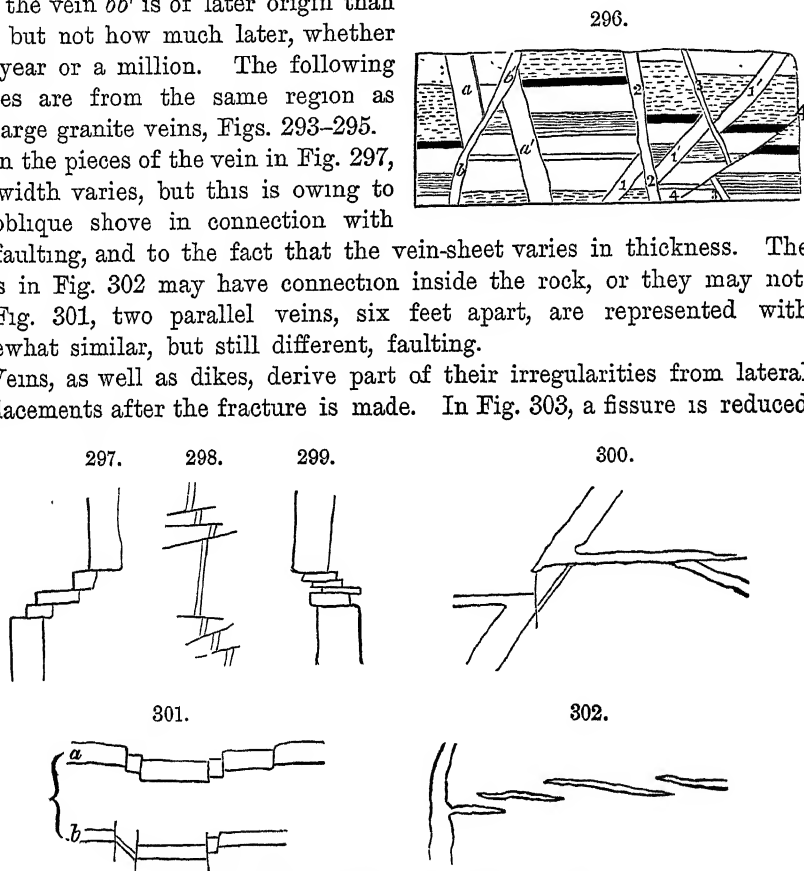 the vein bb' is of later origin than
but not how much later, whether
year or a million. The following
es are from the same region as
arge granite veins, Figs. 293–295.
n the pieces of the vein in Fig. 297,
width varies, but this is owing to
oblique shove in connection with
faulting, and to the fact that the vein-sheet varies in thickness. The
s in Fig. 302 may have connection inside the rock, or they may not
Fig. 301, two parallel veins, six feet apart, are represented with
ewhat similar, but still different, faulting.
Veins, as well as dikes, derive part of their irregularities from lateral
lacements after the fracture is made. In Fig. 303, a fissure is reduced
296.
a b 2 3 1 4
b a' 1 2 1' 4 3
297. 298. 299. 300.
301. 302.
a
b